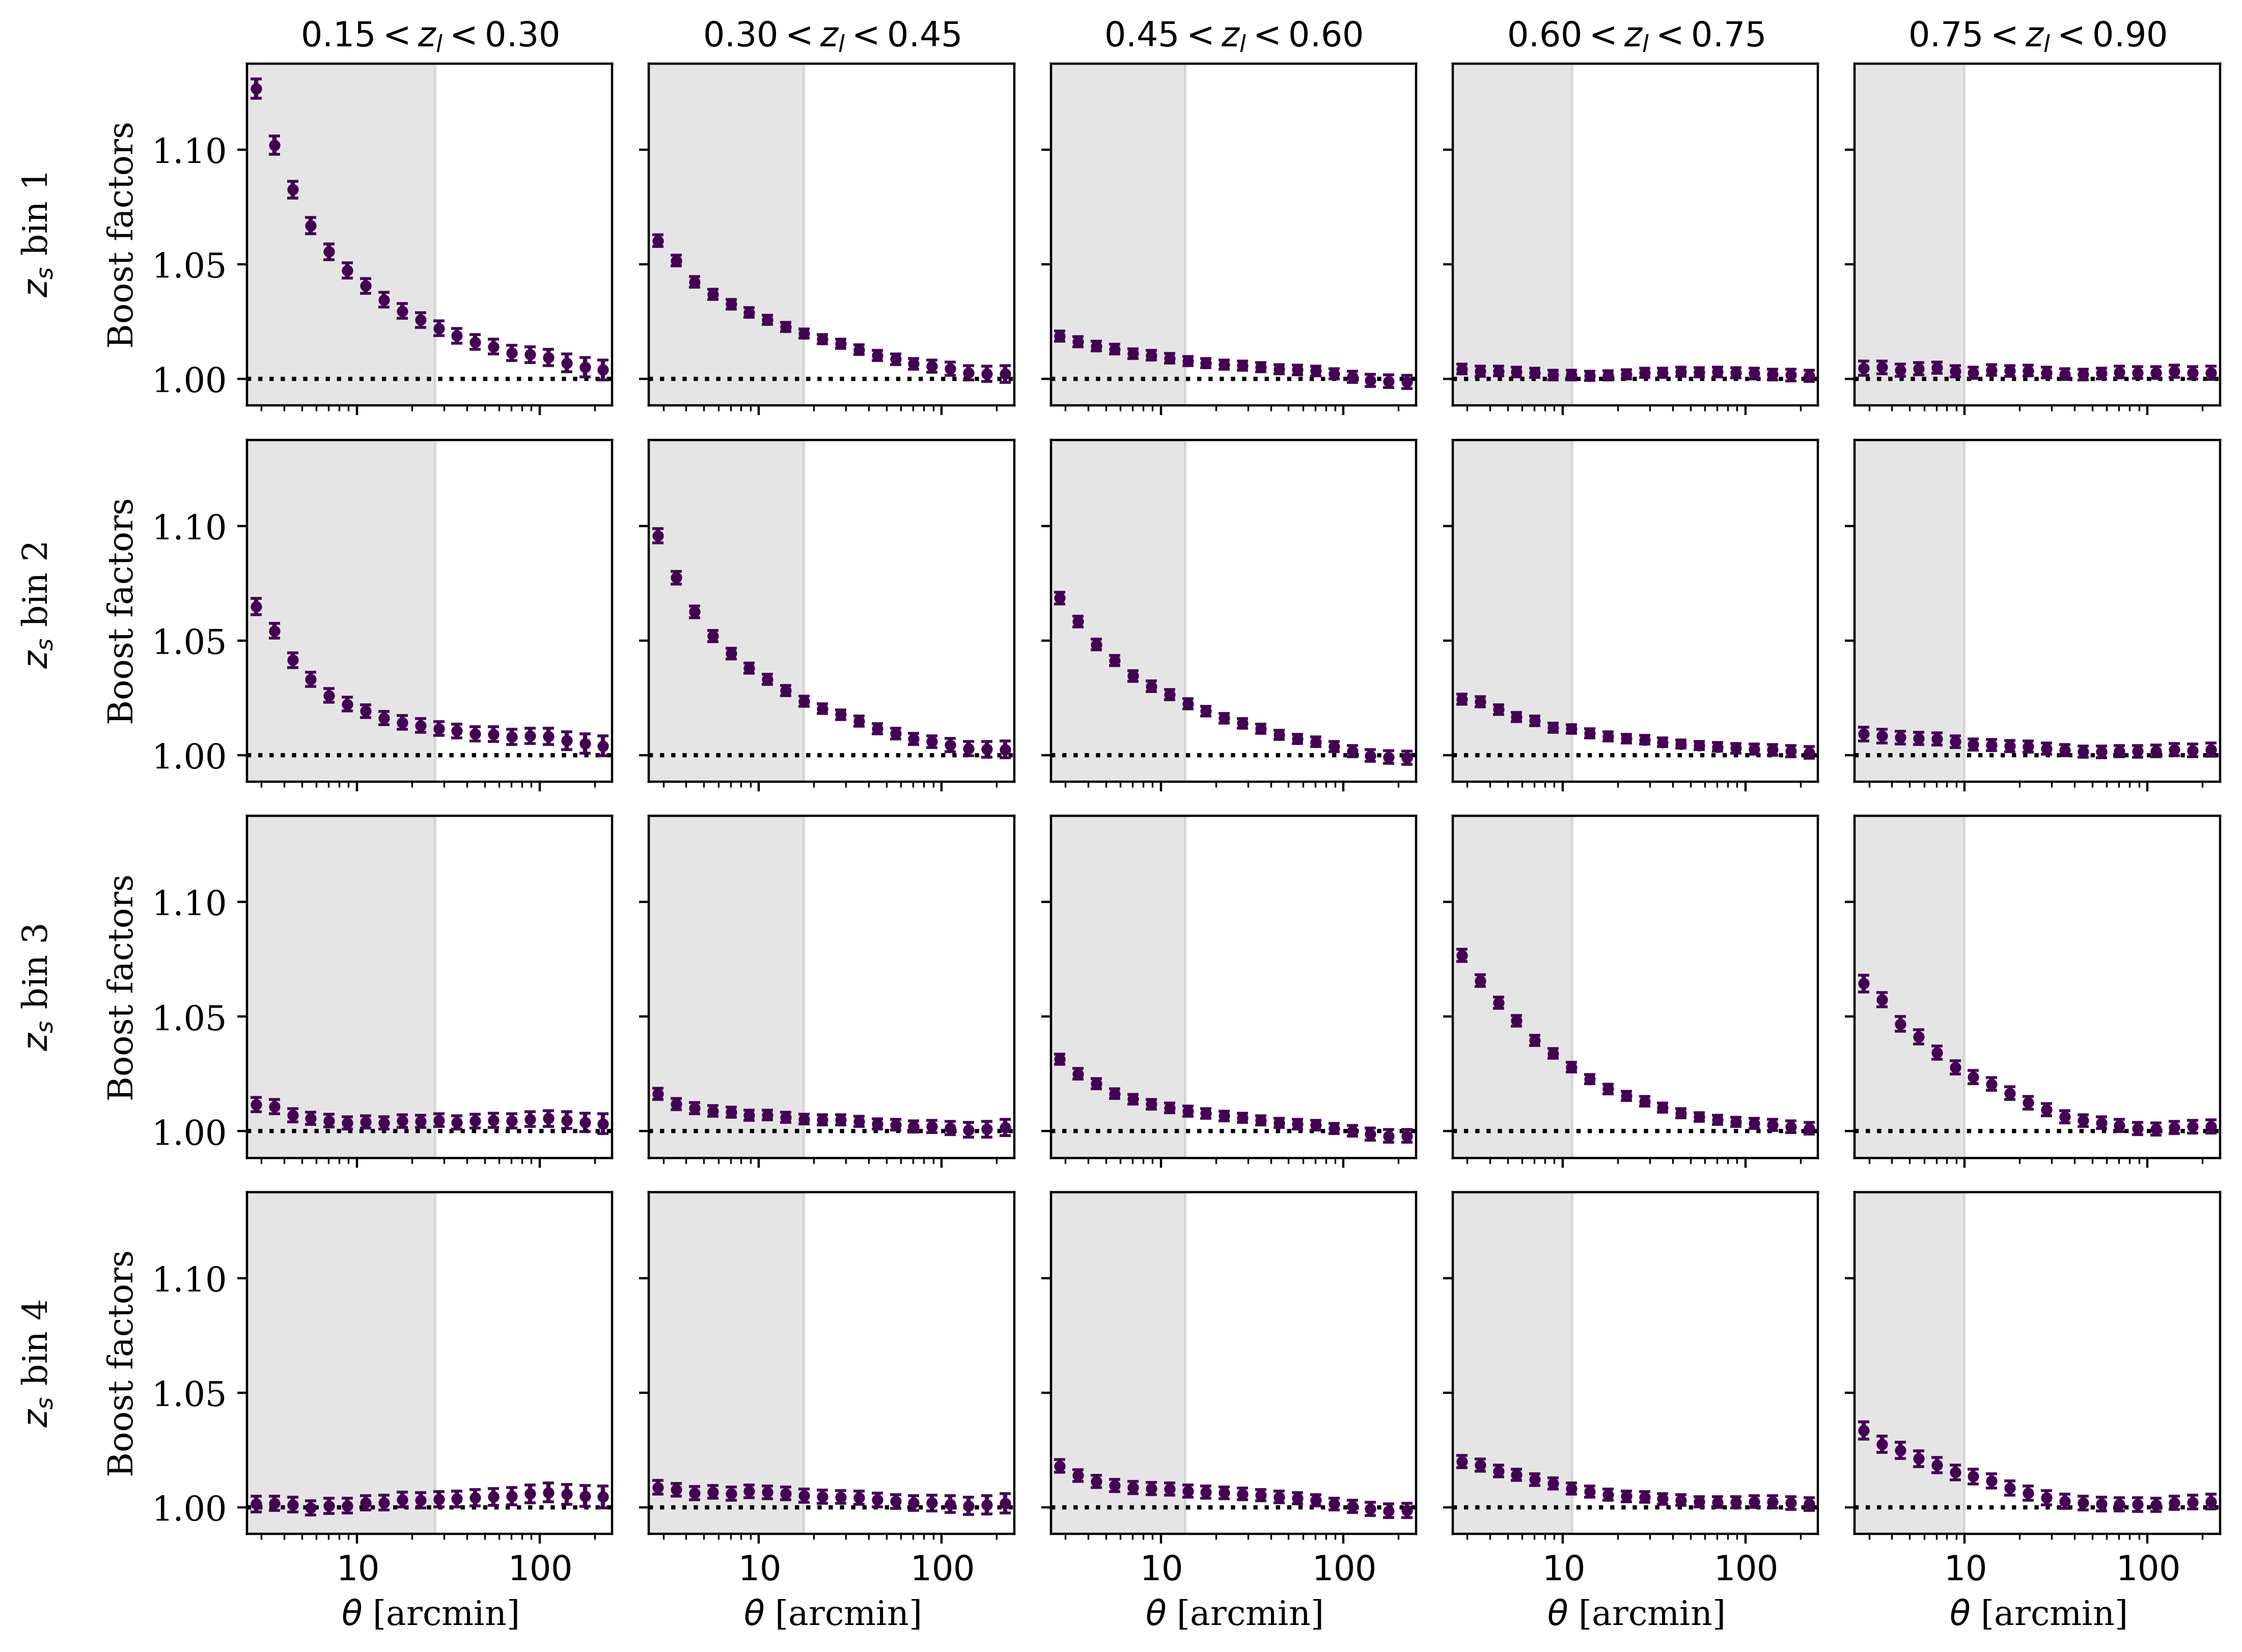 0.15 < z_l < 0.30
0.30 < z_l < 0.45
0.45 < z_l < 0.60
0.60 < z_l < 0.75
0.75 < z_l < 0.90
z_s bin 1
Boost factors
1.10
1.05
1.00
z_s bin 2
Boost factors
1.10
1.05
1.00
z_s bin 3
Boost factors
1.10
1.05
1.00
z_s bin 4
Boost factors
1.10
1.05
1.00
10 100
10 100
10 100
10 100
10 100
θ [arcmin]
θ [arcmin]
θ [arcmin]
θ [arcmin]
θ [arcmin]